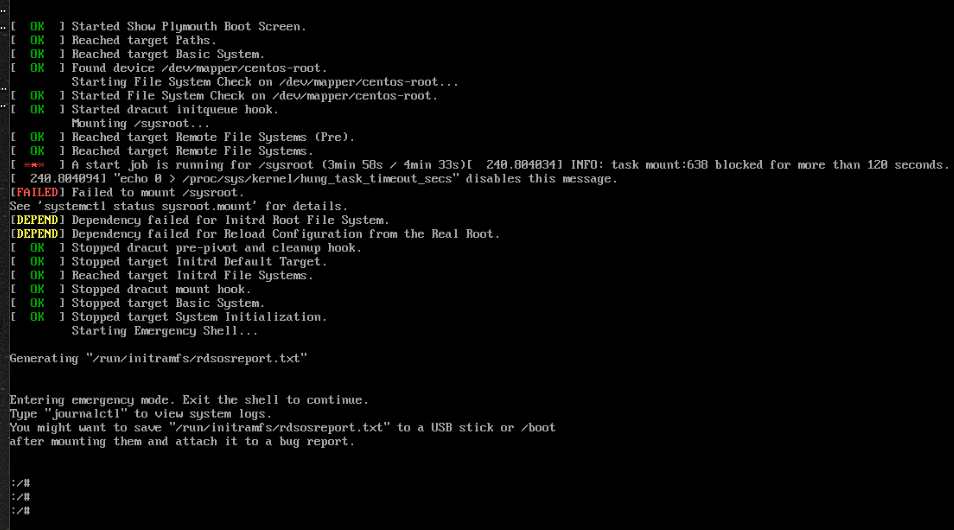 [  OK  ] Started Show Plymouth Boot Screen.
[  OK  ] Reached target Paths.
[  OK  ] Reached target Basic System.
[  OK  ] Found device /dev/mapper/centos-root.
         Starting File System Check on /dev/mapper/centos-root...
[  OK  ] Started File System Check on /dev/mapper/centos-root.
[  OK  ] Started dracut initqueue hook.
         Mounting /sysroot...
[  OK  ] Reached target Remote File Systems (Pre).
[  OK  ] Reached target Remote File Systems.
[ ***  ] A start job is running for /sysroot (3min 58s / 4min 33s)[  240.804034] INFO: task mount:638 blocked for more than 120 seconds.
[  240.804094] "echo 0 > /proc/sys/kernel/hung_task_timeout_secs" disables this message.
[FAILED] Failed to mount /sysroot.
See 'systemctl status sysroot.mount' for details.
[DEPEND] Dependency failed for Initrd Root File System.
[DEPEND] Dependency failed for Reload Configuration from the Real Root.
[  OK  ] Stopped dracut pre-pivot and cleanup hook.
[  OK  ] Stopped target Initrd Default Target.
[  OK  ] Reached target Initrd File Systems.
[  OK  ] Stopped dracut mount hook.
[  OK  ] Stopped target Basic System.
[  OK  ] Stopped target System Initialization.
         Starting Emergency Shell...
Generating "/run/initramfs/rdsosreport.txt"
Entering emergency mode. Exit the shell to continue.
Type "journalctl" to view system logs.
You might want to save "/run/initramfs/rdsosreport.txt" to a USB stick or /boot
after mounting them and attach it to a bug report.
:/#
:/#
:/#